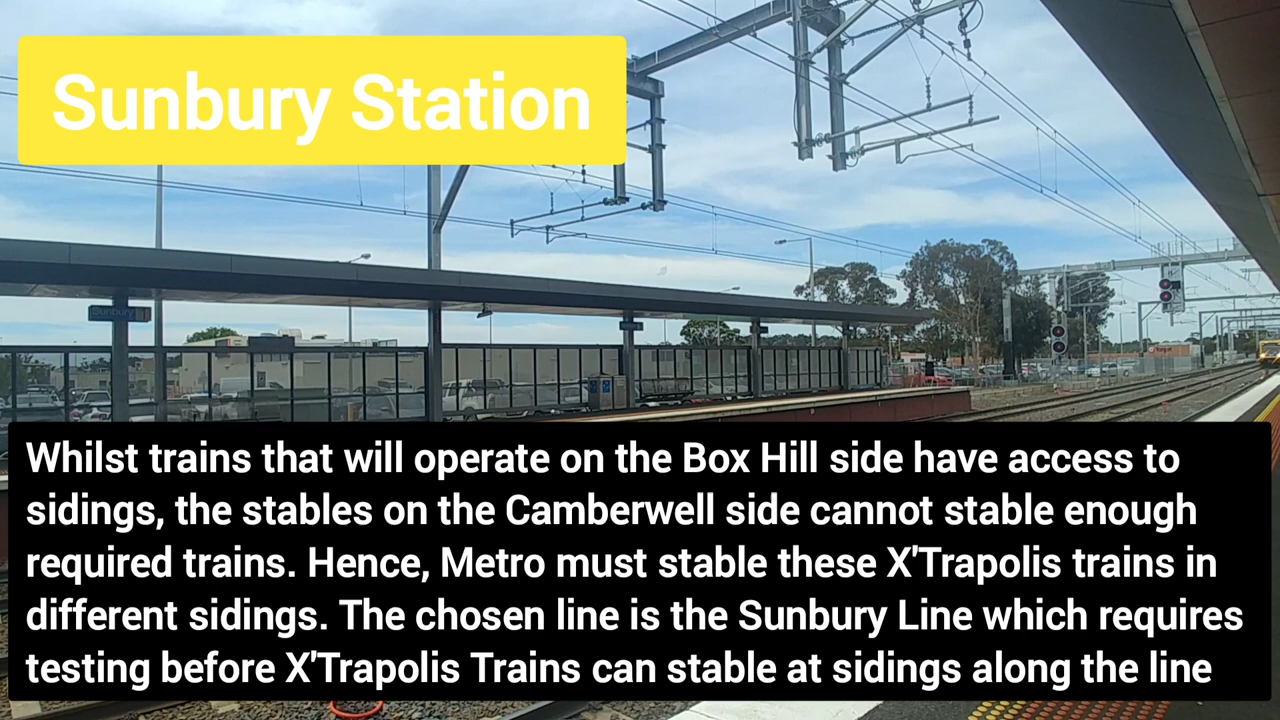 Sunbury Station
Sunbury
Whilst trains that will operate on the Box Hill side have access to
sidings, the stables on the Camberwell side cannot stable enough
required trains. Hence, Metro must stable these X'Trapolis trains in
different sidings. The chosen line is the Sunbury Line which requires
testing before X'Trapolis Trains can stable at sidings along the line